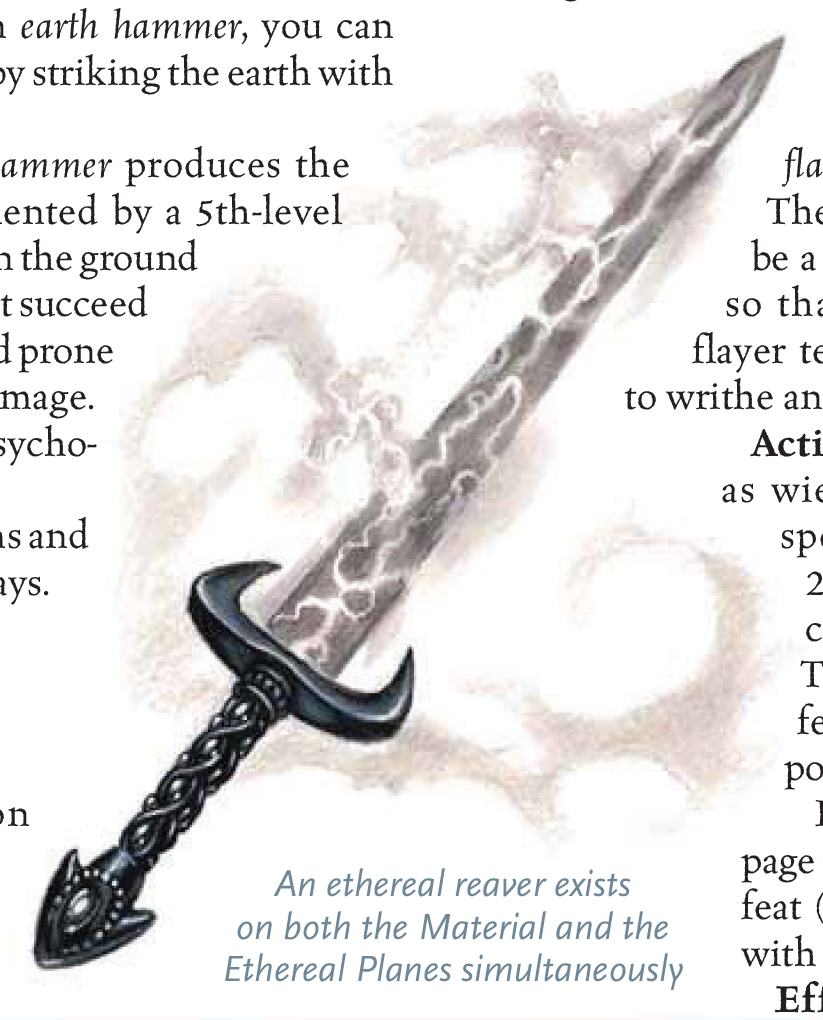 earth hammer, you can
by striking the earth with
ammer produces the
ented by a 5th-level
n the ground
t succeed
d prone
mage.
sycho-
ns and
ays.
on
fla
The
be a
so tha
flayer te
to writhe an
Acti
as wie
spe
2
c
T
fe
po
page
feat (
with
Eff
An ethereal reaver exists
on both the Material and the
Ethereal Planes simultaneously